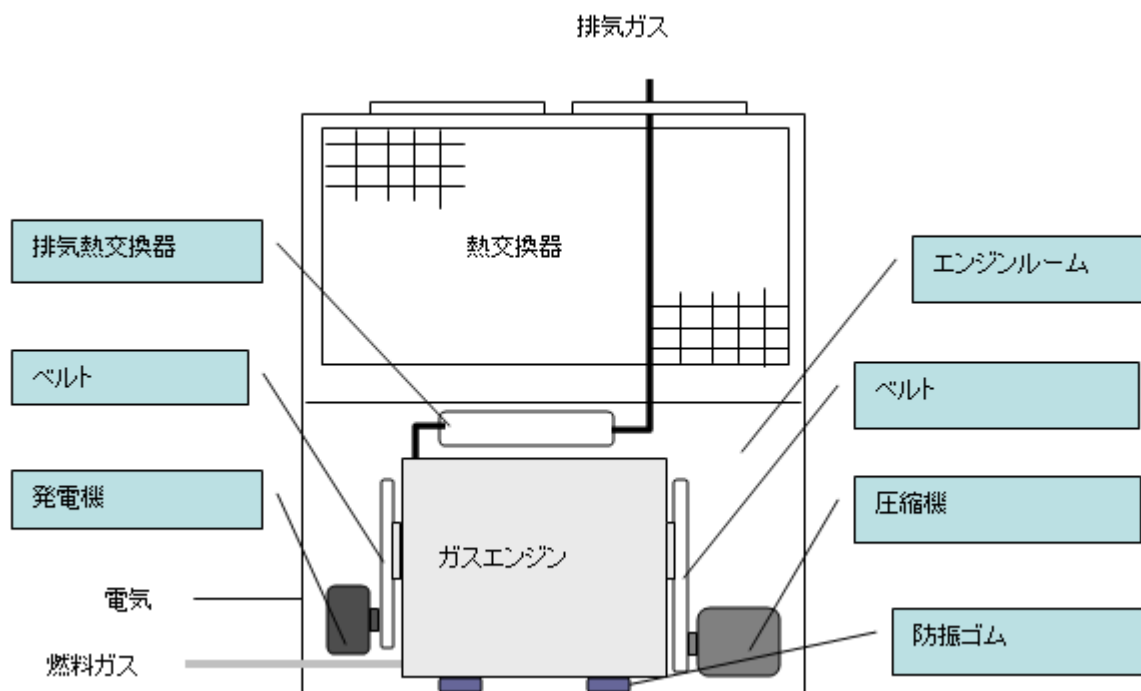 排気ガス
排気熱交換器
熱交換器
エンジンルーム
ベルト
ベルト
発電機
圧縮機
ガスエンジン
電気
防振ゴム
燃料ガス